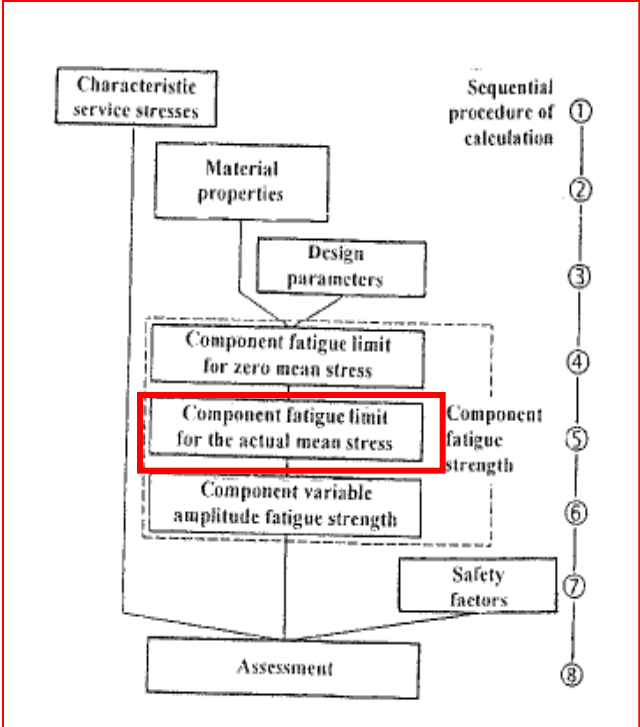 Characteristic
service stresses
Sequential
procedure of
calculation
①
Material
properties
②
Design
parameters
③
Component fatigue limit
for zero mean stress
④
Component fatigue limit
for the actual mean stress
⑤
Component
fatigue
strength
Component variable
amplitude fatigue strength
⑥
Safety
factors
⑦
Assessment
⑧